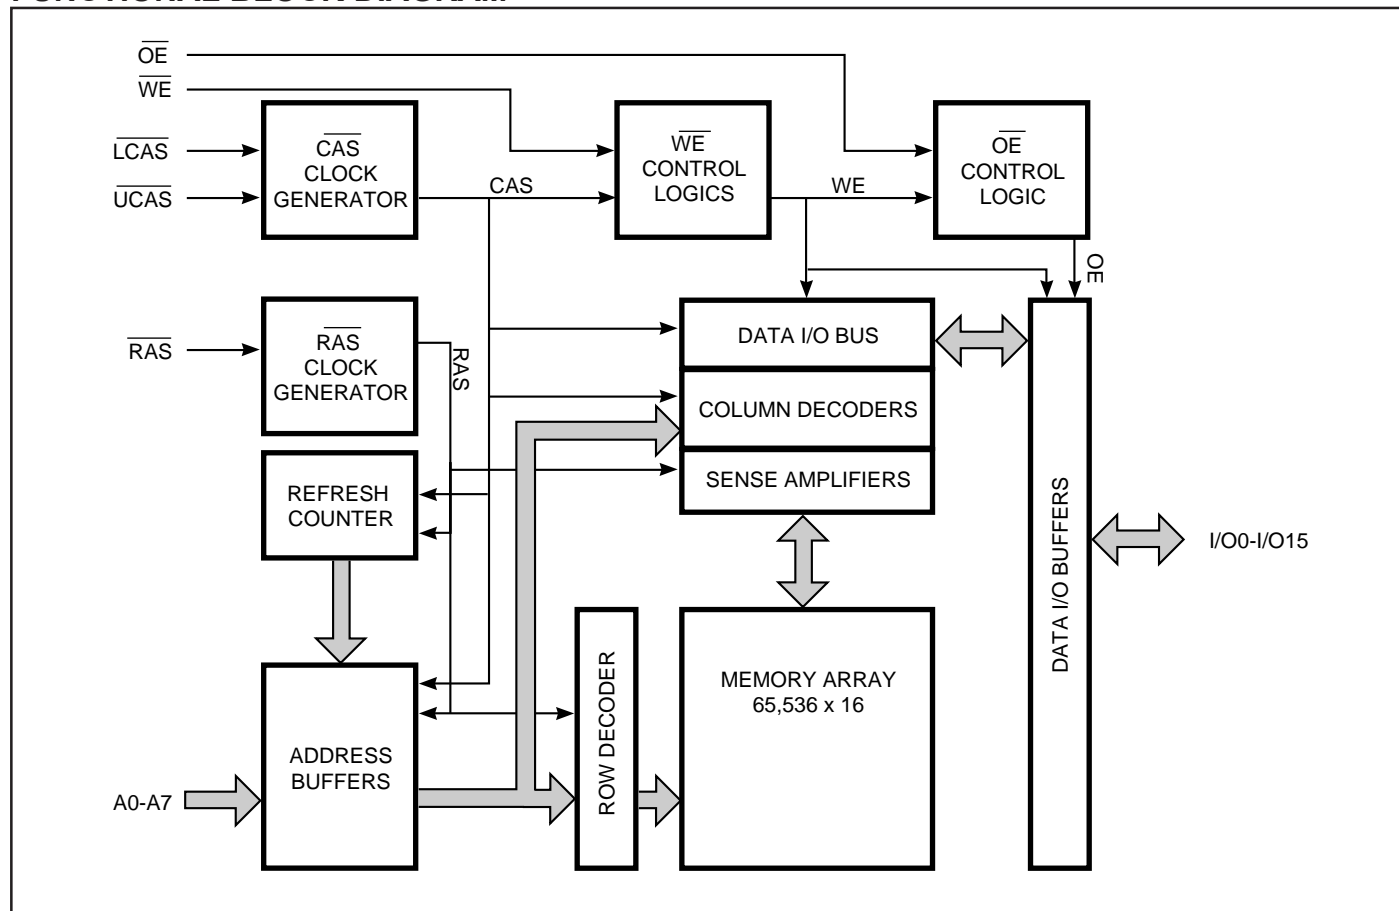 OE
WE
LCAS
UCAS
CAS
CLOCK
GENERATOR
CAS
WE
CONTROL
LOGICS
WE
OE
CONTROL
LOGIC
OE
RAS
RAS
CLOCK
GENERATOR
RAS
DATA I/O BUS
COLUMN DECODERS
SENSE AMPLIFIERS
REFRESH
COUNTER
DATA I/O BUFFERS
I/O0-I/O15
ADDRESS
BUFFERS
A0-A7
ROW DECODER
MEMORY ARRAY
65,536 x 16